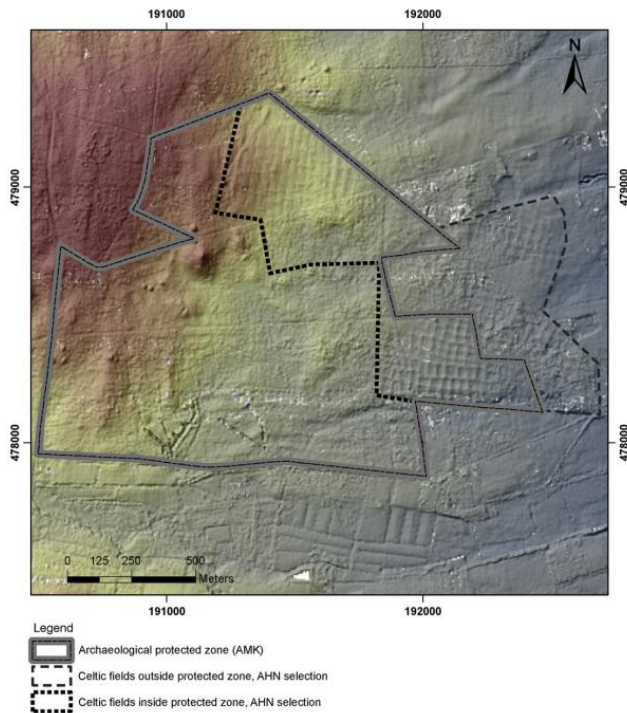 191000 192000
N
479000 479000
478000 478000
0 125 250 500
Meters
191000 192000
Legend
Archaeological protected zone (AMK)
Celtic fields outside protected zone, AHN selection
Celtic fields inside protected zone, AHN selection